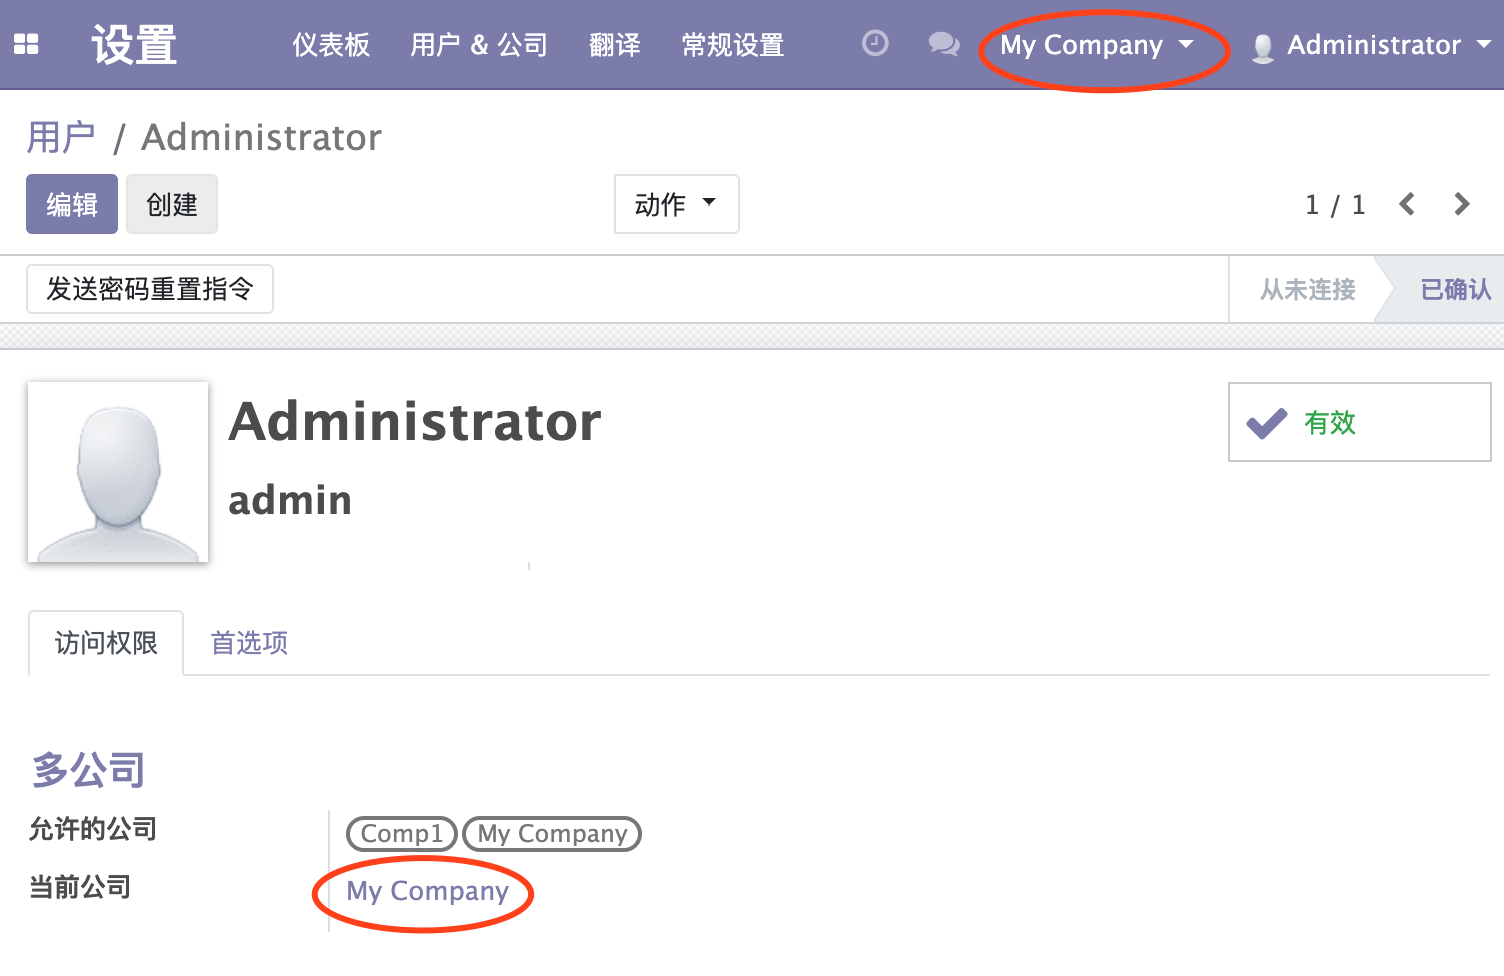 设置 仪表板 用户 & 公司 翻译 常规设置 My Company Administrator
用户 / Administrator
编辑 创建 动作 1 / 1
发送密码重置指令 从未连接 已确认
Administrator 有效
admin
访问权限 首选项
多公司
允许的公司 Comp1 My Company
当前公司 My Company